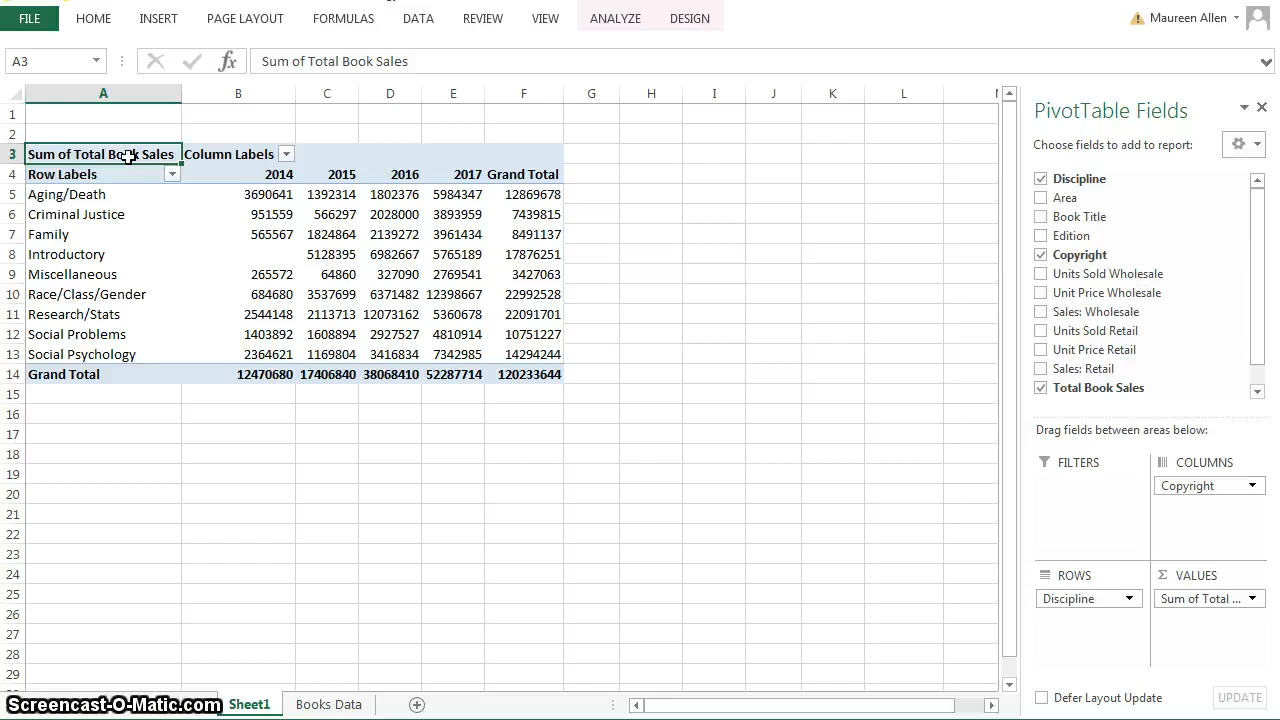 FILE HOME INSERT PAGE LAYOUT FORMULAS DATA REVIEW VIEW ANALYZE DESIGN Maureen Allen
A3 fx Sum of Total Book Sales
A B C D E F G H I J K L
1
2
3 Sum of Total Book Sales Column Labels
4 Row Labels 2014 2015 2016 2017 Grand Total
5 Aging/Death 3690641 1392314 1802376 5984347 12869678
6 Criminal Justice 951559 566297 2028000 3893959 7439815
7 Family 565567 1824864 2139272 3961434 8491137
8 Introductory 5128395 6982667 5765189 17876251
9 Miscellaneous 265572 64860 327090 2769541 3427063
10 Race/Class/Gender 684680 3537699 6371482 12398667 22992528
11 Research/Stats 2544148 2113713 12073162 5360678 22091701
12 Social Problems 1403892 1608894 2927527 4810914 10751227
13 Social Psychology 2364621 1169804 3416834 7342985 14294244
14 Grand Total 12470680 17406840 38068410 52287714 120233644
15
16
17
18
19
20
21
22
23
24
25
26
27
28
29
Screencast-O-Matic.com Sheet1 Books Data
PivotTable Fields
Choose fields to add to report:
Discipline
Area
Book Title
Edition
Copyright
Units Sold Wholesale
Unit Price Wholesale
Sales: Wholesale
Units Sold Retail
Unit Price Retail
Sales: Retail
Total Book Sales
Drag fields between areas below:
FILTERS COLUMNS
Copyright
ROWS VALUES
Discipline Sum of Total ...
Defer Layout Update UPDATE